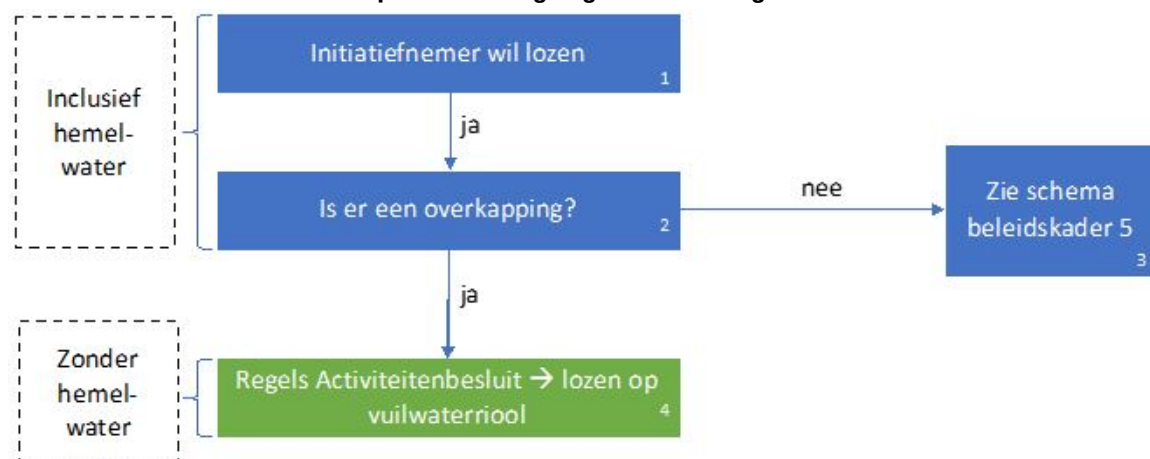 Initiatiefnemer wil lozen
1
Inclusief
hemel-
water
ja
Is er een overkapping?
2
nee
Zie schema
beleidskader 5
3
ja
Zonder
hemel-
water
Regels Activiteitenbesluit → lozen op
vuilwaterriool
4